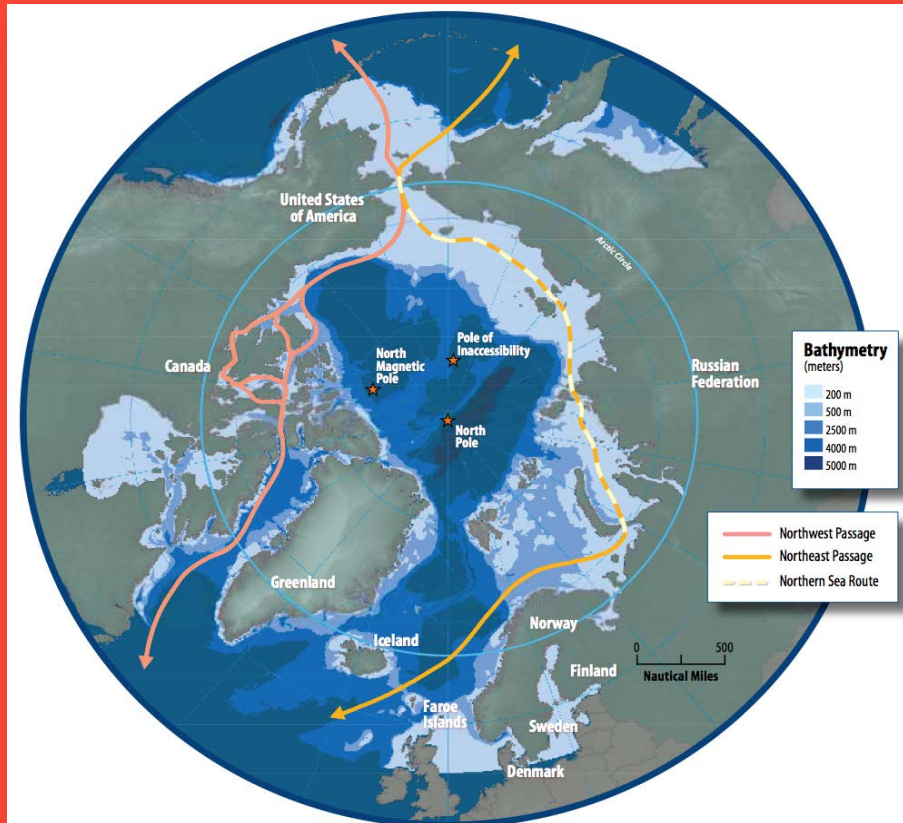 United States
of America
Arctic Circle
Pole of
Inaccessibility
North
Magnetic
Pole
Canada
Russian
Federation
North
Pole
Bathymetry
(meters)
200 m
500 m
2500 m
4000 m
5000 m
Northwest Passage
Northeast Passage
Northern Sea Route
Greenland
Iceland
Norway
Finland
0 500
Nautical Miles
Faroe
Islands
Sweden
Denmark